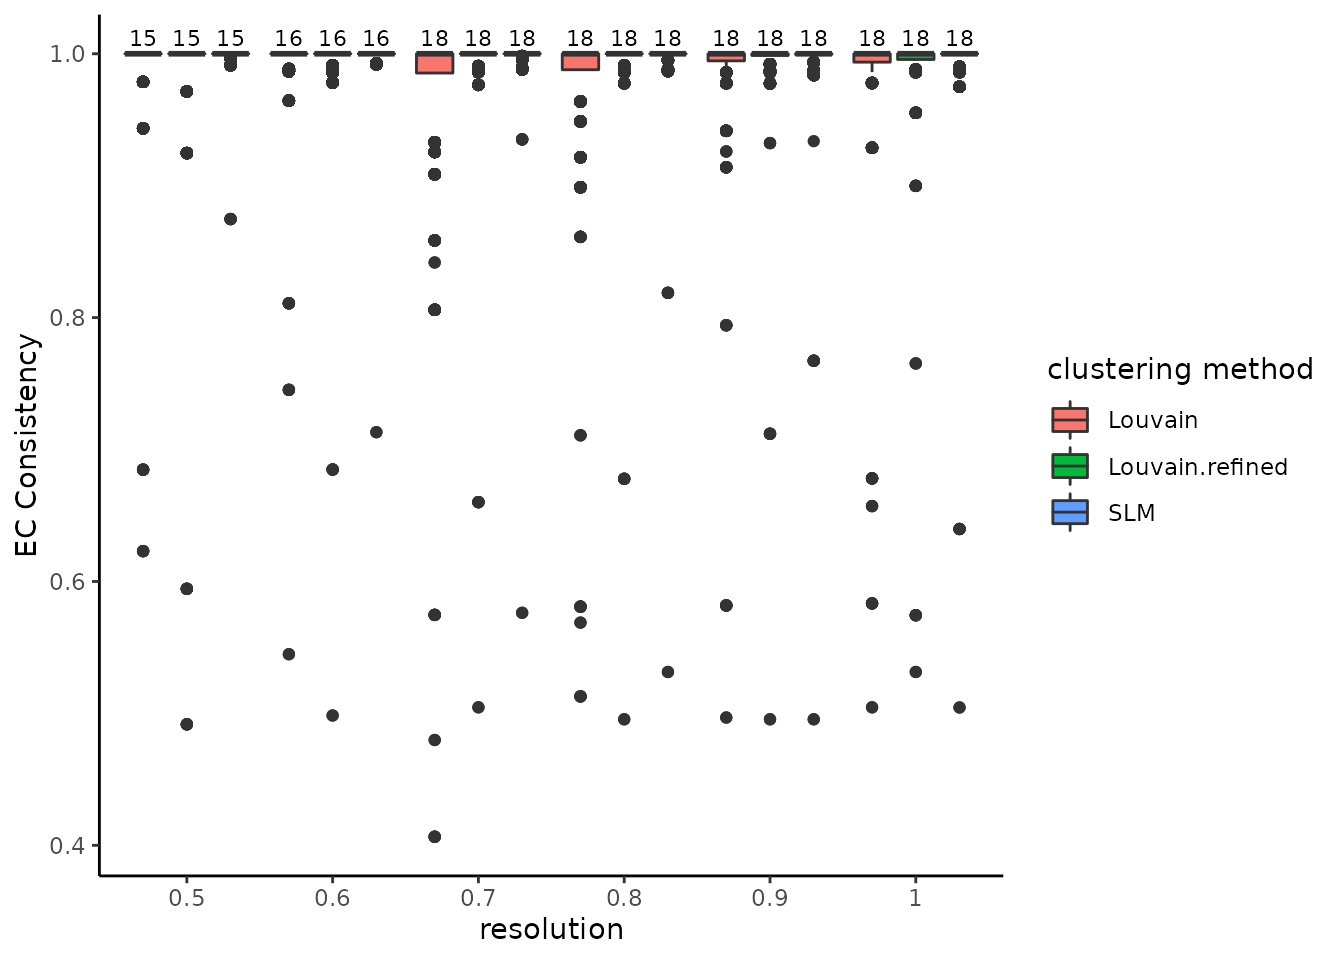 15 15 15 16 16 16 18 18 18 18 18 18 18 18 18 18 18 18
1.0
0.8
0.6
0.4
EC Consistency
0.5 0.6 0.7 0.8 0.9 1
resolution
clustering method
Louvain
Louvain.refined
SLM